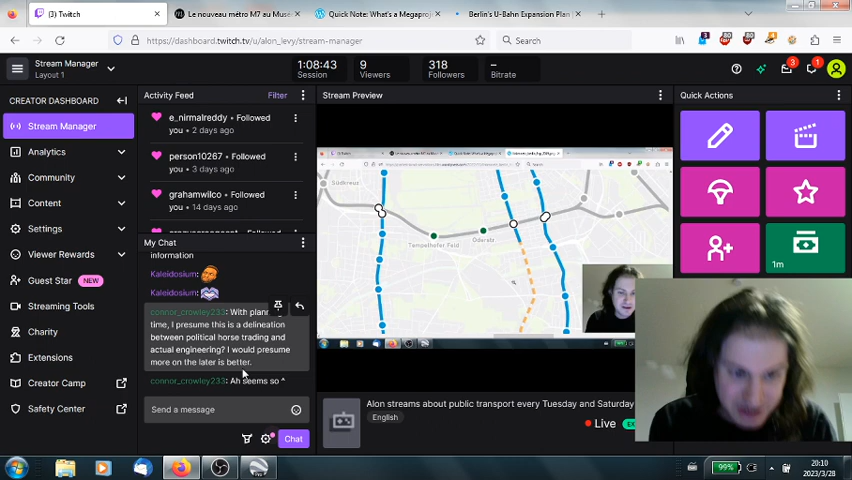 (3) Twitch
Le nouveau métro M7 au Musé
Quick Note: What's a Megaproj
Berlin's U-Bahn Expansion Plan
https://dashboard.twitch.tv/u/alon_levy/stream-manager
Search
Stream Manager
Layout 1
1:08:43
Session
9
Viewers
318
Followers
–
Bitrate
3
1
CREATOR DASHBOARD
Stream Manager
Analytics
Community
Content
Settings
Viewer Rewards
Guest Star NEW
Streaming Tools
Charity
Extensions
Creator Camp
Safety Center
Activity Feed
Filter
e_nirmalreddy • Followed
you • 2 days ago
person10267 • Followed
you • 3 days ago
grahamwilco • Followed
you • 14 days ago
My Chat
information
Kaleidosium:
Kaleidosium:
connor_crowley233: With plann
time, I presume this is a delineation
between political horse trading and
actual engineering? I would presume
more on the later is better.
connor_crowley233: Ah seems so ^
Send a message
Chat
Stream Preview
Südkreuz
Tempelhofer Feld
Oderstr
Alon streams about public transport every Tuesday and Saturday
English
Live
Quick Actions
1m
99%
20:10
2023/3/28